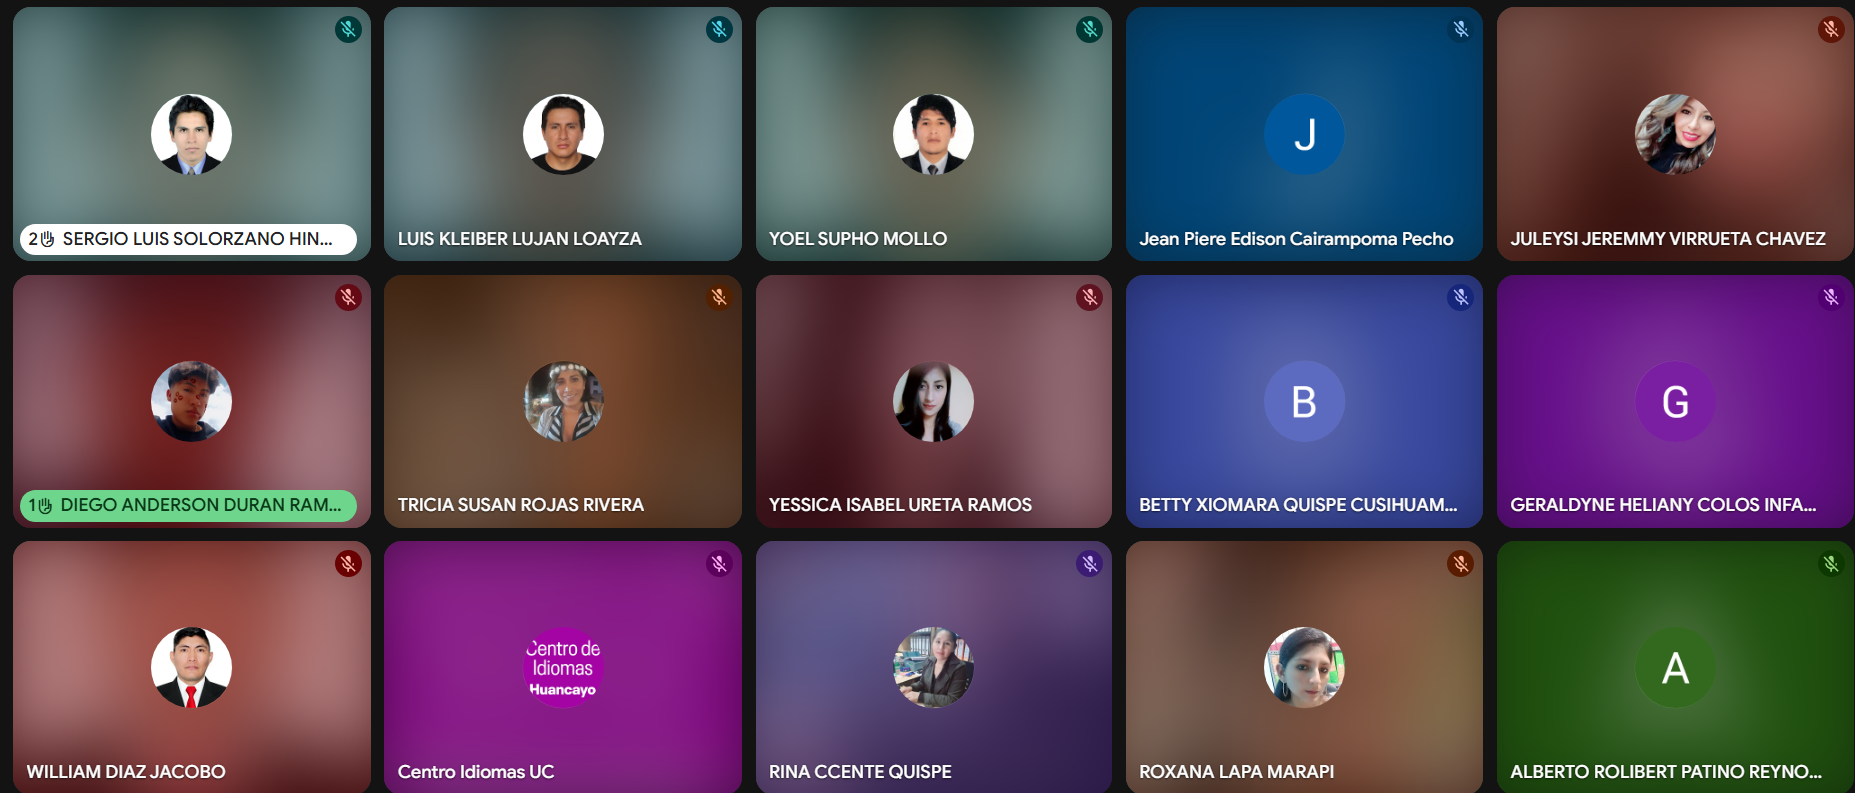 2 SERGIO LUIS SOLORZANO HIN...
LUIS KLEIBER LUJAN LOAYZA
YOEL SUPHO MOLLO
J
Jean Piere Edison Cairampoma Pecho
JULEYSI JEREMMY VIRRUETA CHAVEZ
1 DIEGO ANDERSON DURAN RAM...
TRICIA SUSAN ROJAS RIVERA
YESSICA ISABEL URETA RAMOS
B
BETTY XIOMARA QUISPE CUSIHUAM...
G
GERALDYNE HELIANY COLOS INFA...
WILLIAM DIAZ JACOBO
Centro de
Idiomas
Huancayo
Centro Idiomas UC
RINA CCENTE QUISPE
ROXANA LAPA MARAPI
A
ALBERTO ROLIBERT PATINO REYNO...